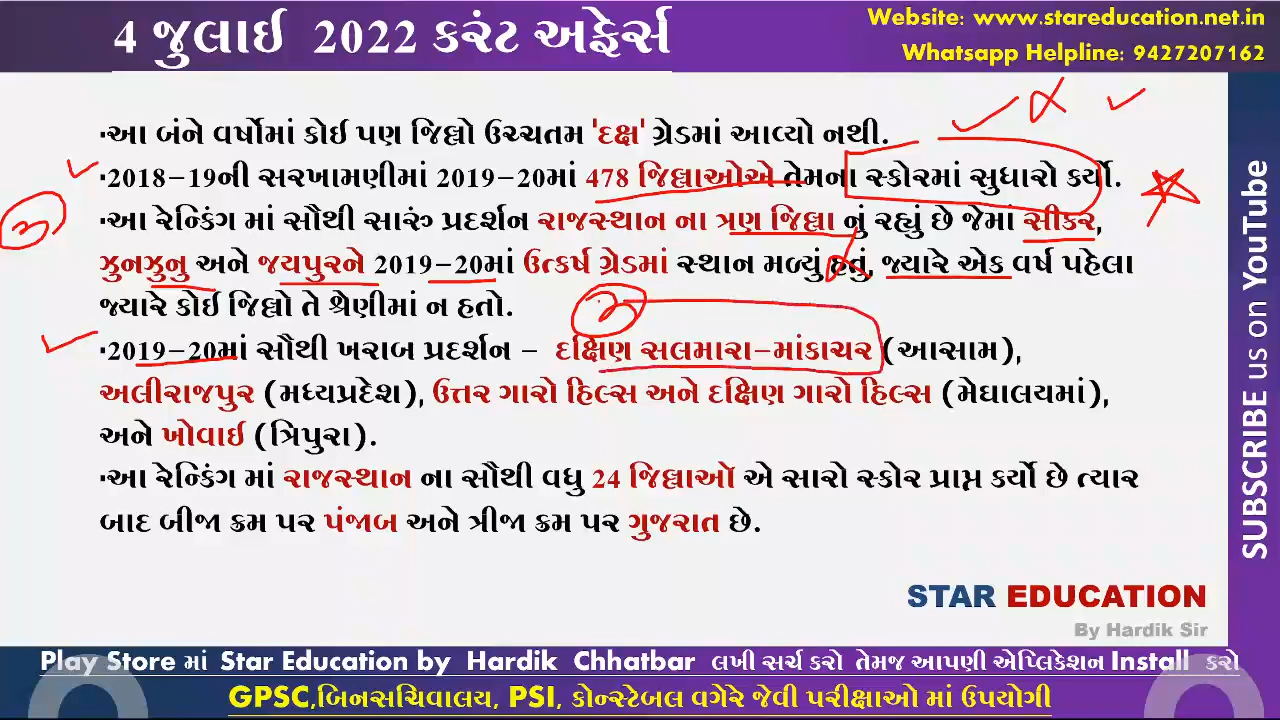 4 જુલાઈ 2022 કરંટ અફેર્સ
Website: www.stareducation.net.in
Whatsapp Helpline: 9427207162
·આ બંને વર્ષોમાં કોઈ પણ જિલ્લો ઉચ્ચતમ 'દક્ષ' ગ્રેડમાં આવ્યો નથી.
·2018-19ની સરખામણીમાં 2019-20માં 478 જિલ્લાઓએ તેમના સ્કોરમાં સુધારો કર્યો.
·આ રેન્કિંગ માં સૌથી સારું પ્રદર્શન રાજસ્થાન ના ત્રણ જિલ્લા નું રહ્યું છે જેમાં સીકર,
ઝુનઝુનુ અને જયપુરને 2019-20માં ઉત્કર્ષ ગ્રેડમાં સ્થાન મળ્યું હતું, જ્યારે એક વર્ષ પહેલા
જ્યારે કોઈ જિલ્લો તે શ્રેણીમાં ન હતો.
·2019-20માં સૌથી ખરાબ પ્રદર્શન - દક્ષિણ સલમારા-માંકાચર (આસામ),
અલીરાજપુર (મધ્યપ્રદેશ), ઉત્તર ગારો હિલ્સ અને દક્ષિણ ગારો હિલ્સ (મેઘાલયમાં),
અને ખોવાઈ (ત્રિપુરા).
·આ રેન્કિંગ માં રાજસ્થાન ના સૌથી વધુ 24 જિલ્લાઓ એ સારો સ્કોર પ્રાપ્ત કર્યો છે ત્યાર
બાદ બીજા ક્રમ પર પંજાબ અને ત્રીજા ક્રમ પર ગુજરાત છે.
STAR EDUCATION
By Hardik Sir
SUBSCRIBE us on YouTube
Play Store માં Star Education by Hardik Chhatbar લખી સર્ચ કરો તેમજ આપણી એપ્લિકેશન Install કરો
GPSC,બિનસચિવાલય, PSI, કોન્સ્ટેબલ વગેરે જેવી પરીક્ષાઓ માં ઉપયોગી